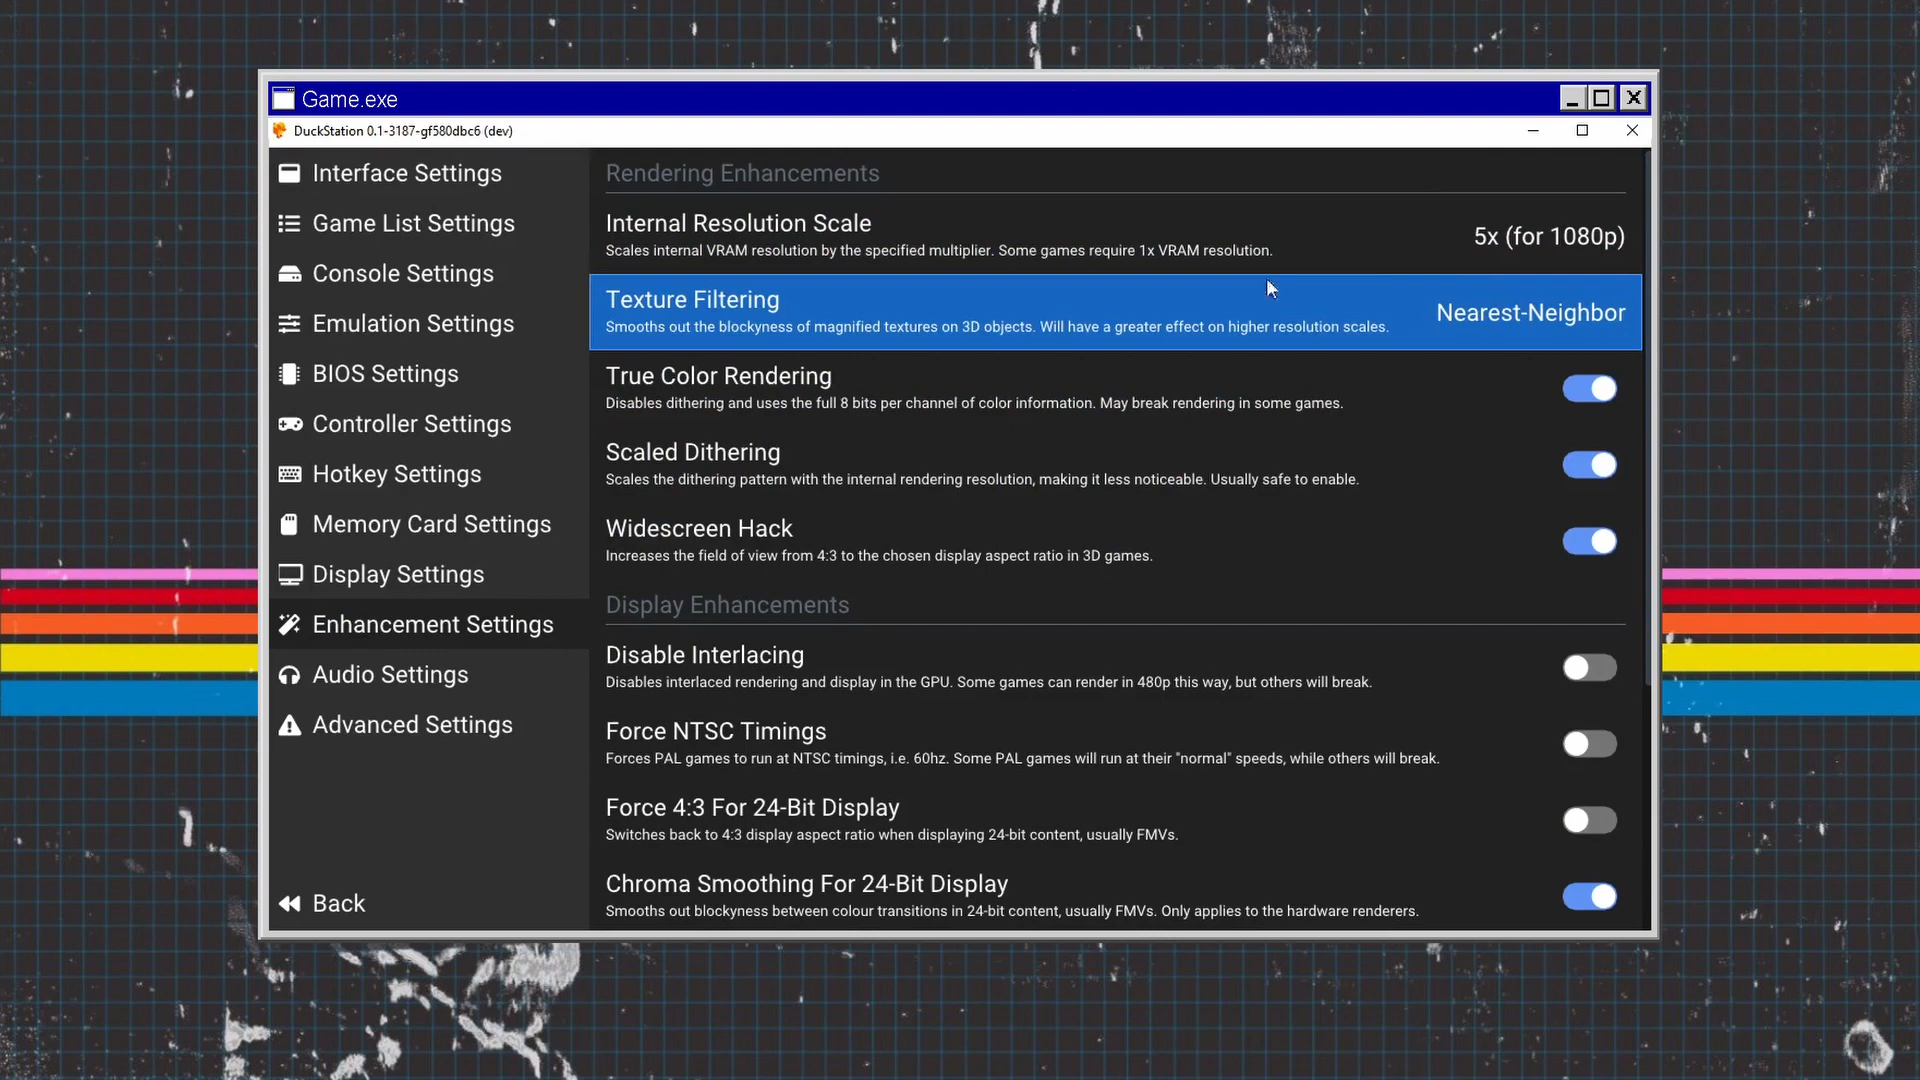 Game.exe
DuckStation 0.1-3187-gf580dbc6 (dev)
Interface Settings
Game List Settings
Console Settings
Emulation Settings
BIOS Settings
Controller Settings
Hotkey Settings
Memory Card Settings
Display Settings
Enhancement Settings
Audio Settings
Advanced Settings
Back
Rendering Enhancements
Internal Resolution Scale
Scales internal VRAM resolution by the specified multiplier. Some games require 1x VRAM resolution.
5x (for 1080p)
Texture Filtering
Smooths out the blockyness of magnified textures on 3D objects. Will have a greater effect on higher resolution scales.
Nearest-Neighbor
True Color Rendering
Disables dithering and uses the full 8 bits per channel of color information. May break rendering in some games.
Scaled Dithering
Scales the dithering pattern with the internal rendering resolution, making it less noticeable. Usually safe to enable.
Widescreen Hack
Increases the field of view from 4:3 to the chosen display aspect ratio in 3D games.
Display Enhancements
Disable Interlacing
Disables interlaced rendering and display in the GPU. Some games can render in 480p this way, but others will break.
Force NTSC Timings
Forces PAL games to run at NTSC timings, i.e. 60hz. Some PAL games will run at their "normal" speeds, while others will break.
Force 4:3 For 24-Bit Display
Switches back to 4:3 display aspect ratio when displaying 24-bit content, usually FMVs.
Chroma Smoothing For 24-Bit Display
Smooths out blockyness between colour transitions in 24-bit content, usually FMVs. Only applies to the hardware renderers.